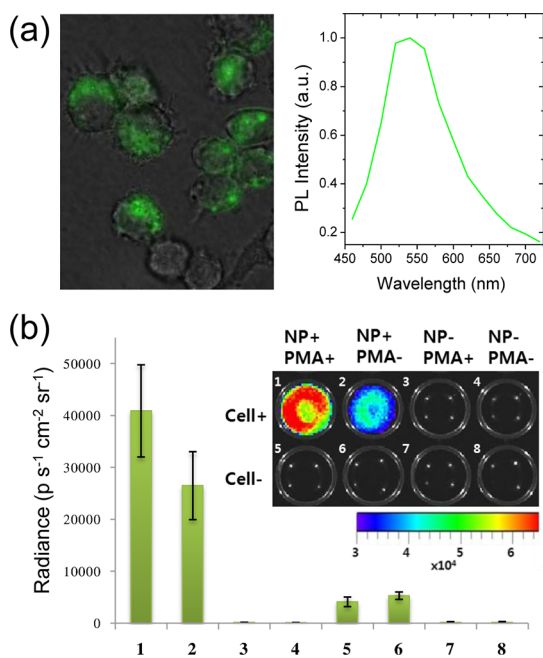 (a)
PL Intensity (a.u.)
1.0
0.8
0.6
0.4
0.2
450 500 550 600 650 700
Wavelength (nm)
(b)
Radiance (p s⁻¹ cm⁻² sr⁻¹)
50000
40000
30000
20000
10000
0
1 2 3 4 5 6 7 8
NP+ NP+ NP- NP-
PMA+ PMA- PMA+ PMA-
Cell+
1 2 3 4
Cell-
5 6 7 8
3 4 5 6
x10⁴